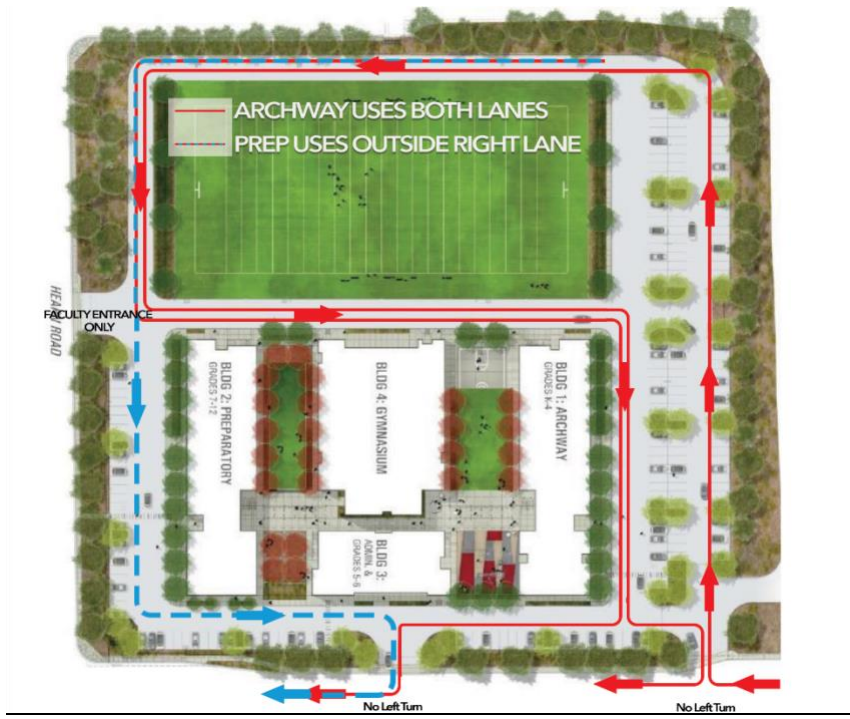 ARCHWAY USES BOTH LANES
PREP USES OUTSIDE RIGHT LANE
FACULTY ENTRANCE
ONLY
BLDG 2: PREPARATORY
GRADES 7-12
BLDG 4: GYMNASIUM
BLDG 1: ARCHWAY
GRADES K-4
BLDG 3:
ADMIN. &
GRADES 5-6
No Left Turn
No Left Turn